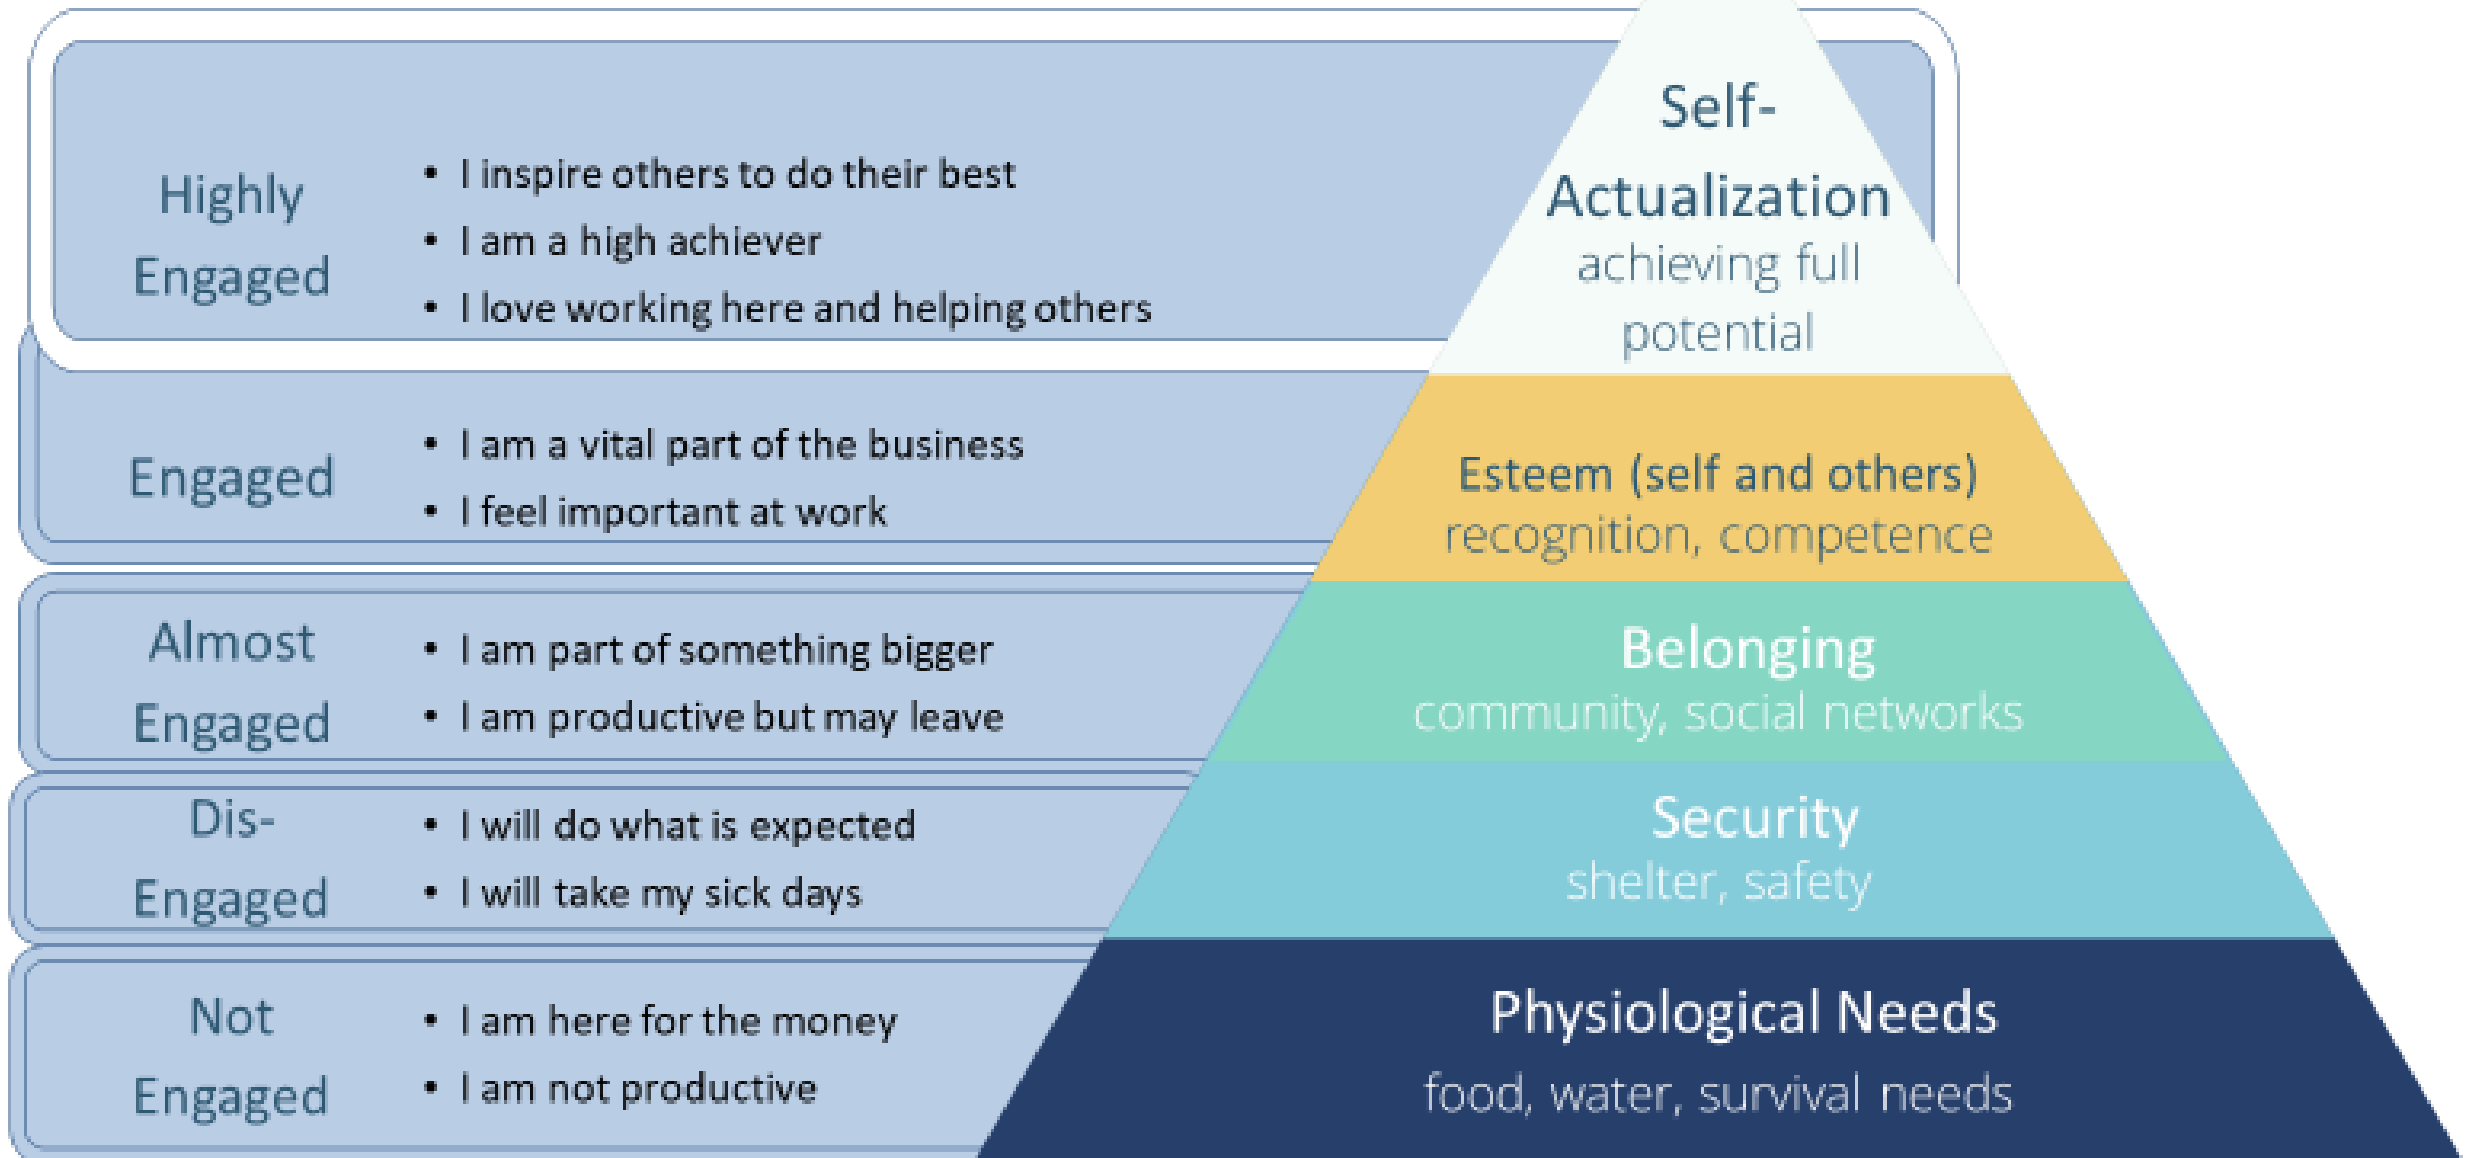 Highly
Engaged
• I inspire others to do their best
• I am a high achiever
• I love working here and helping others
Self-
Actualization
achieving full
potential
Engaged
• I am a vital part of the business
• I feel important at work
Esteem (self and others)
recognition, competence
Almost
Engaged
• I am part of something bigger
• I am productive but may leave
Belonging
community, social networks
Dis-
Engaged
• I will do what is expected
• I will take my sick days
Security
shelter, safety
Not
Engaged
• I am here for the money
• I am not productive
Physiological Needs
food, water, survival needs